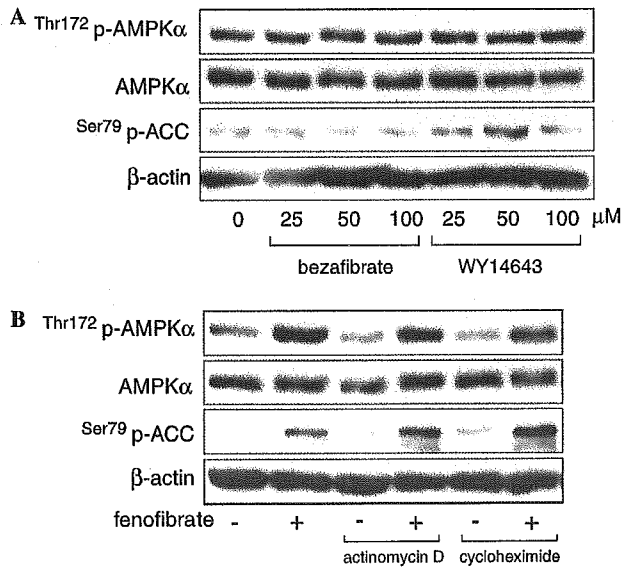 A
Thr172 p-AMPKα
AMPKα
Ser79 p-ACC
β-actin
0 25 50 100 25 50 100 μM
bezafibrate WY14643
B
Thr172 p-AMPKα
AMPKα
Ser79 p-ACC
β-actin
fenofibrate - + - + - +
actinomycin D cycloheximide